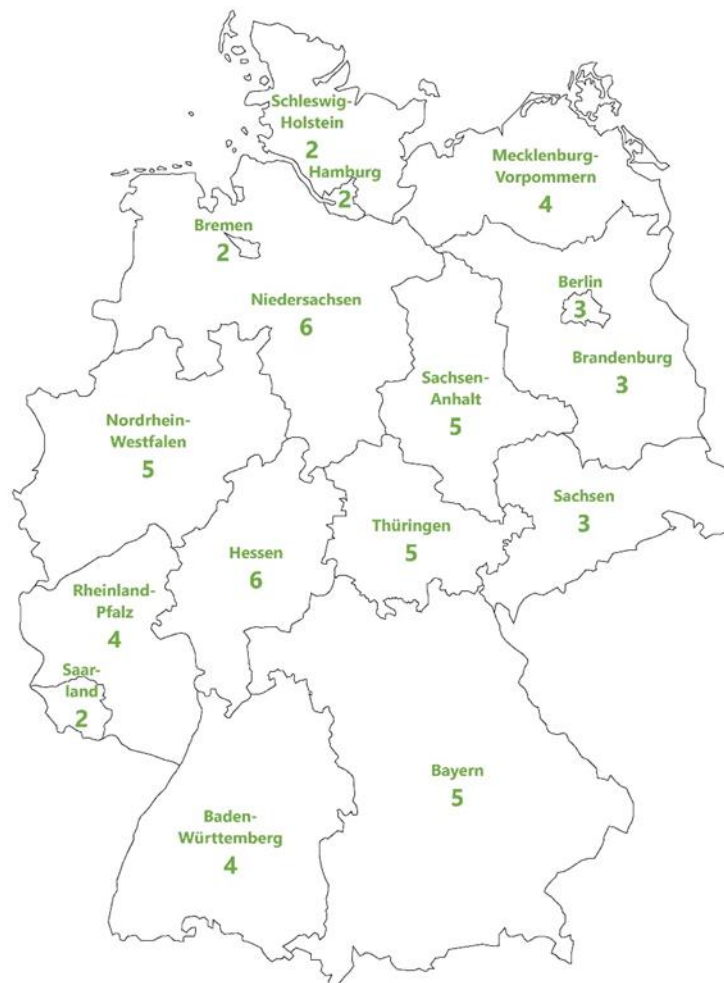 Schleswig-
Holstein
2
Hamburg
2
Mecklenburg-
Vorpommern
4
Bremen
2
Niedersachsen
6
Berlin
3
Brandenburg
3
Sachsen-
Anhalt
5
Nordrhein-
Westfalen
5
Sachsen
3
Thüringen
5
Hessen
6
Rheinland-
Pfalz
4
Saar-
land
2
Bayern
5
Baden-
Württemberg
4